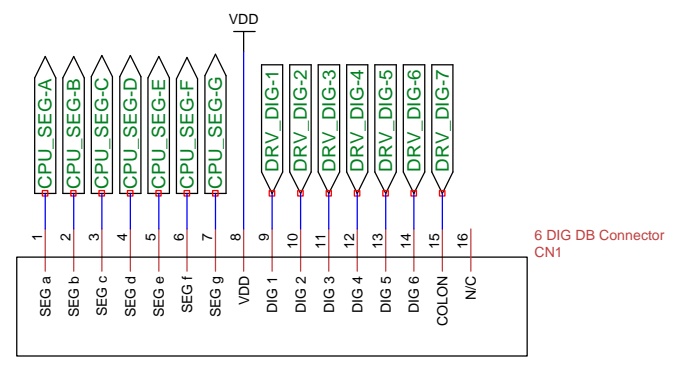 VDD
CPU_SEG-A
CPU_SEG-B
CPU_SEG-C
CPU_SEG-D
CPU_SEG-E
CPU_SEG-F
CPU_SEG-G
DRV_DIG-1
DRV_DIG-2
DRV_DIG-3
DRV_DIG-4
DRV_DIG-5
DRV_DIG-6
DRV_DIG-7
1
2
3
4
5
6
7
8
9
10
11
12
13
14
15
16
6 DIG DB Connector
CN1
SEG a
SEG b
SEG c
SEG d
SEG e
SEG f
SEG g
VDD
DIG 1
DIG 2
DIG 3
DIG 4
DIG 5
DIG 6
COLON
N/C